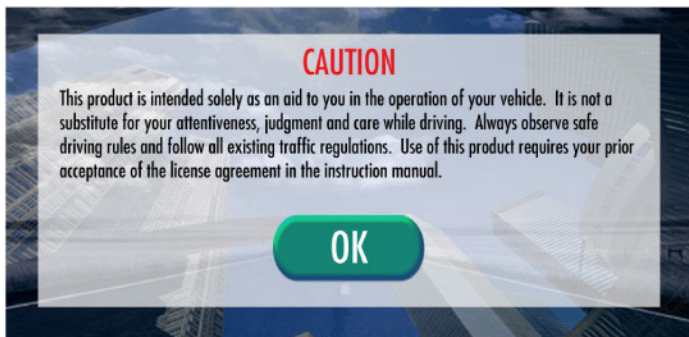 CAUTION
This product is intended solely as an aid to you in the operation of your vehicle. It is not a
substitute for your attentiveness, judgment and care while driving. Always observe safe
driving rules and follow all existing traffic regulations. Use of this product requires your prior
acceptance of the license agreement in the instruction manual.
OK